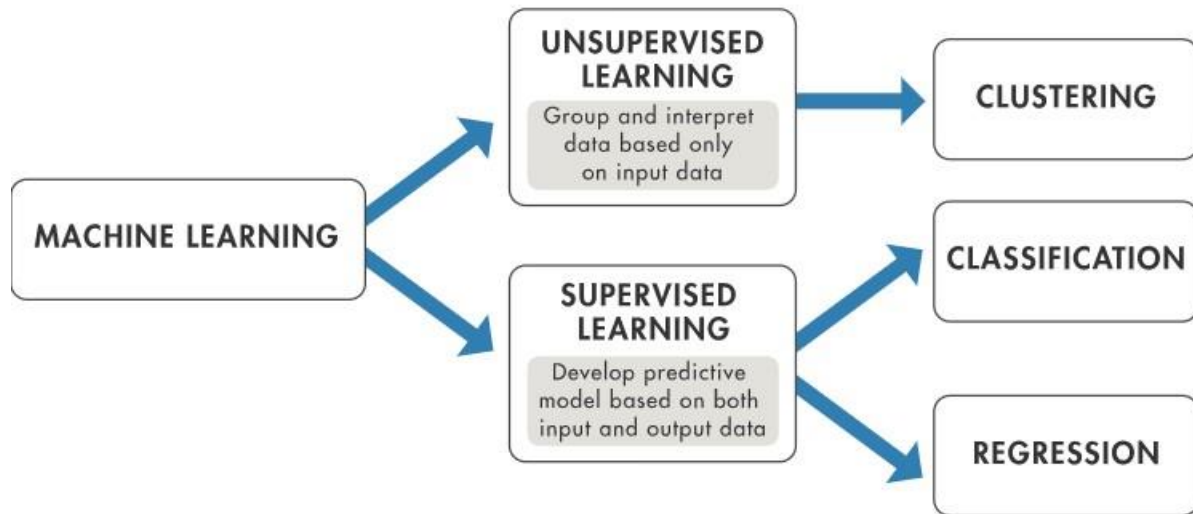 MACHINE LEARNING
UNSUPERVISED
LEARNING
Group and interpret
data based only
on input data
SUPERVISED
LEARNING
Develop predictive
model based on both
input and output data
CLUSTERING
CLASSIFICATION
REGRESSION